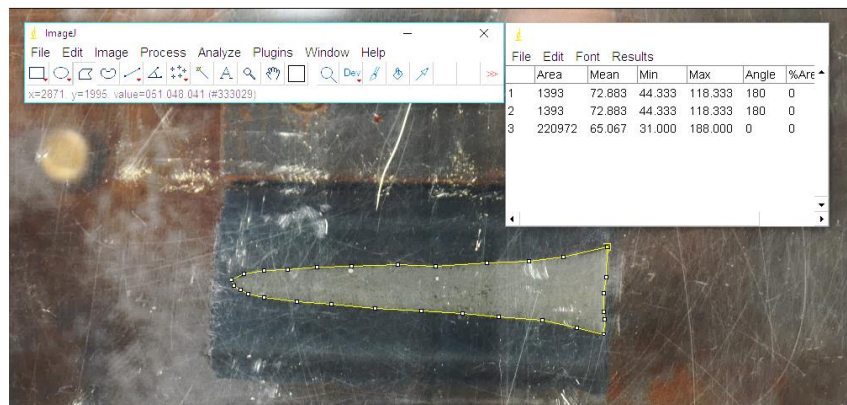 ImageJ
File Edit Image Process Analyze Plugins Window Help
A Dev >>
x=2871, y=1995, value=051,048,041 (#333029)
File Edit Font Results
Area Mean Min Max Angle %Are
1 1393 72.883 44.333 118.333 180 0
2 1393 72.883 44.333 118.333 180 0
3 220972 65.067 31.000 188.000 0 0